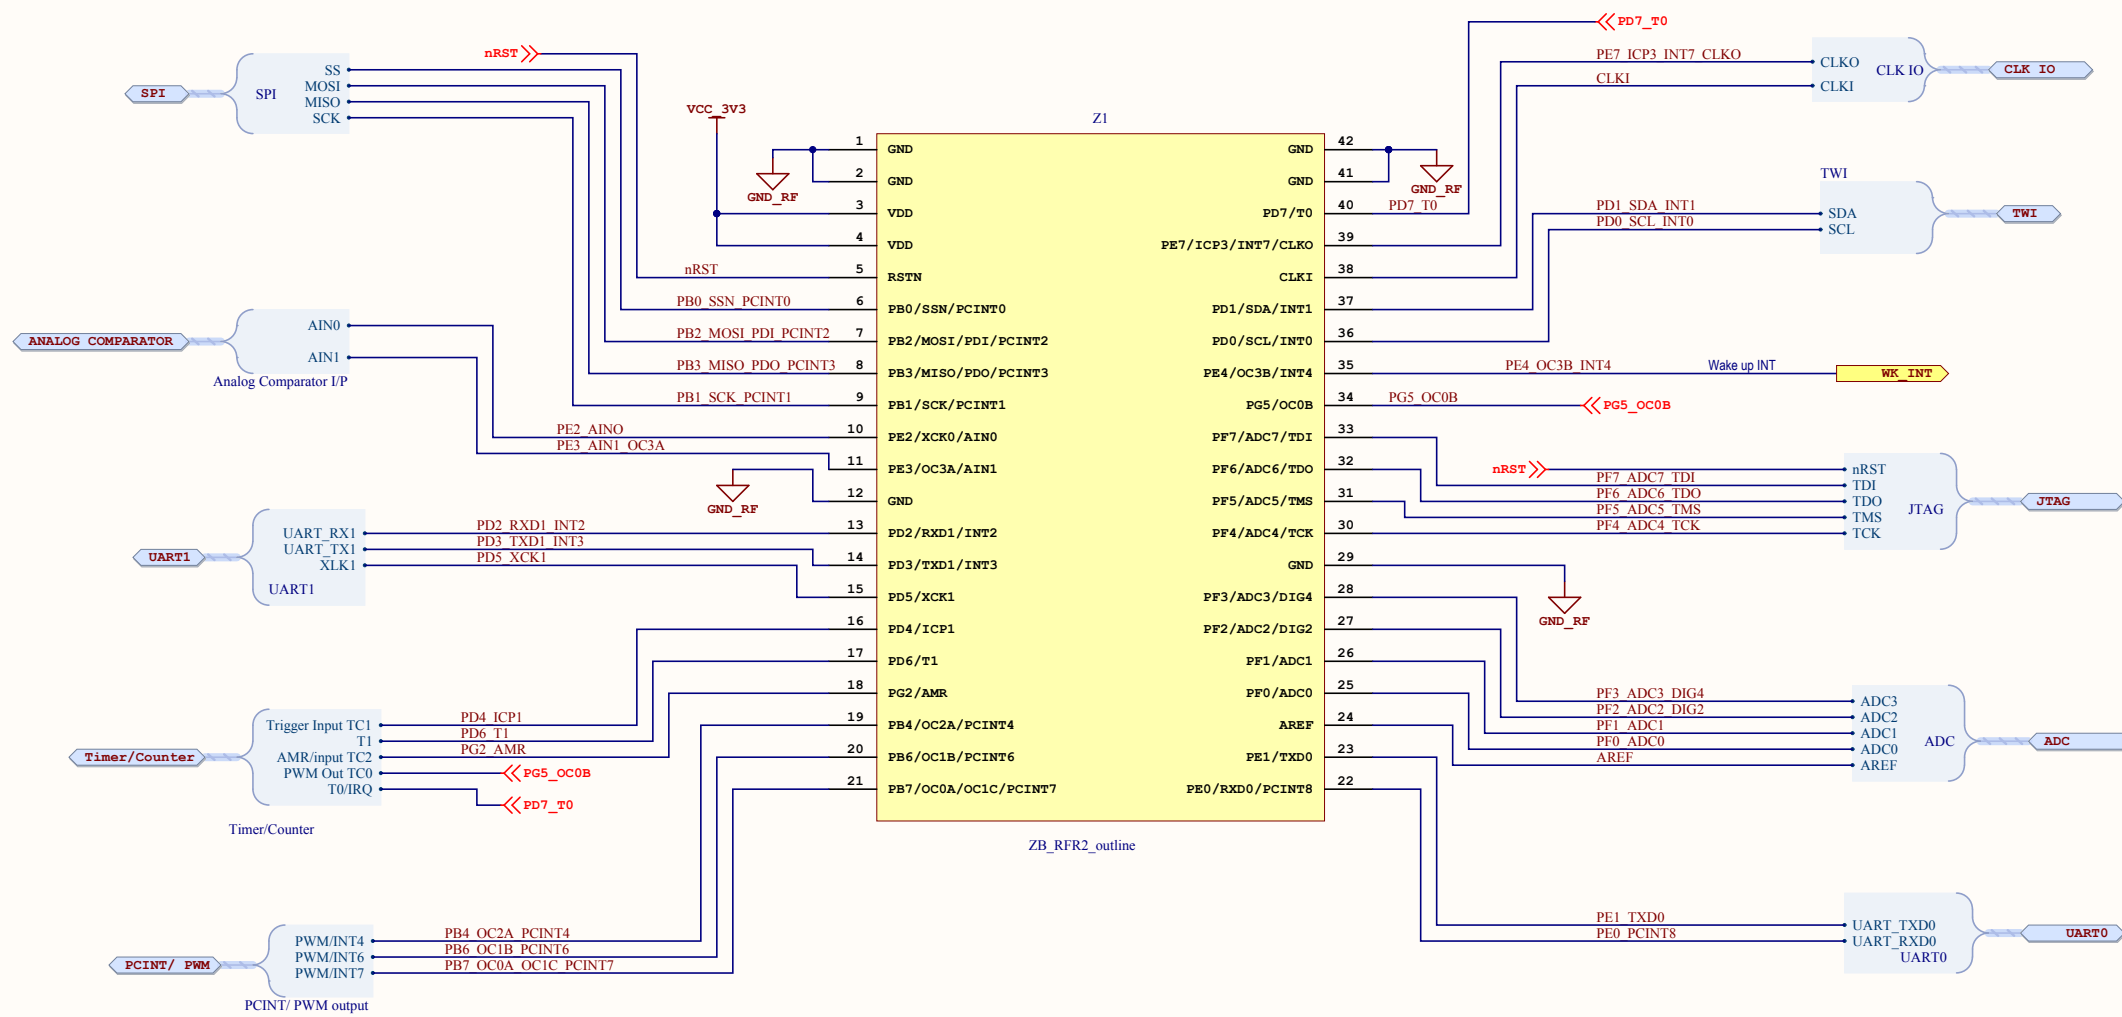 nRST
SPI
SPI
SS
MOSI
MISO
SCK
VCC_3V3
GND_RF
nRST
PB0_SSN_PCINT0
PB2_MOSI_PDI_PCINT2
PB3_MISO_PDO_PCINT3
PB1_SCK_PCINT1
ANALOG COMPARATOR
AIN0
AIN1
Analog Comparator I/P
PE2_AINO
PE3_AIN1_OC3A
GND_RF
UART1
UART_RX1
UART_TX1
XLK1
UART1
PD2_RXD1_INT2
PD3_TXD1_INT3
PD5_XCK1
Timer/Counter
Trigger Input TC1
T1
AMR/input TC2
PWM Out TC0
T0/IRQ
Timer/Counter
PD4_ICP1
PD6_T1
PG2_AMR
PG5_OC0B
PD7_T0
PCINT/ PWM
PWM/INT4
PWM/INT6
PWM/INT7
PCINT/ PWM output
PB4_OC2A_PCINT4
PB6_OC1B_PCINT6
PB7_OC0A_OC1C_PCINT7
Z1
1 GND
2 GND
3 VDD
4 VDD
5 RSTN
6 PB0/SSN/PCINT0
7 PB2/MOSI/PDI/PCINT2
8 PB3/MISO/PDO/PCINT3
9 PB1/SCK/PCINT1
10 PE2/XCK0/AIN0
11 PE3/OC3A/AIN1
12 GND
13 PD2/RXD1/INT2
14 PD3/TXD1/INT3
15 PD5/XCK1
16 PD4/ICP1
17 PD6/T1
18 PG2/AMR
19 PB4/OC2A/PCINT4
20 PB6/OC1B/PCINT6
21 PB7/OC0A/OC1C/PCINT7
GND 42
GND 41
PD7/T0 40
PE7/ICP3/INT7/CLKO 39
CLKI 38
PD1/SDA/INT1 37
PD0/SCL/INT0 36
PE4/OC3B/INT4 35
PG5/OC0B 34
PF7/ADC7/TDI 33
PF6/ADC6/TDO 32
PF5/ADC5/TMS 31
PF4/ADC4/TCK 30
GND 29
PF3/ADC3/DIG4 28
PF2/ADC2/DIG2 27
PF1/ADC1 26
PF0/ADC0 25
AREF 24
PE1/TXD0 23
PE0/RXD0/PCINT8 22
ZB_RFR2_outline
PD7_T0
PE7_ICP3_INT7_CLKO
CLKI
CLKO
CLKI
CLK IO
CLK IO
GND_RF
PD7_T0
TWI
PD1_SDA_INT1
PD0_SCL_INT0
SDA
SCL
TWI
PE4_OC3B_INT4
Wake up INT
WK_INT
PG5_OC0B
PG5_OC0B
nRST
PF7_ADC7_TDI
PF6_ADC6_TDO
PF5_ADC5_TMS
PF4_ADC4_TCK
nRST
TDI
TDO
TMS
TCK
JTAG
JTAG
GND_RF
PF3_ADC3_DIG4
PF2_ADC2_DIG2
PF1_ADC1
PF0_ADC0
AREF
ADC3
ADC2
ADC1
ADC0
AREF
ADC
ADC
PE1_TXD0
PE0_PCINT8
UART_TXD0
UART_RXD0
UART0
UART0